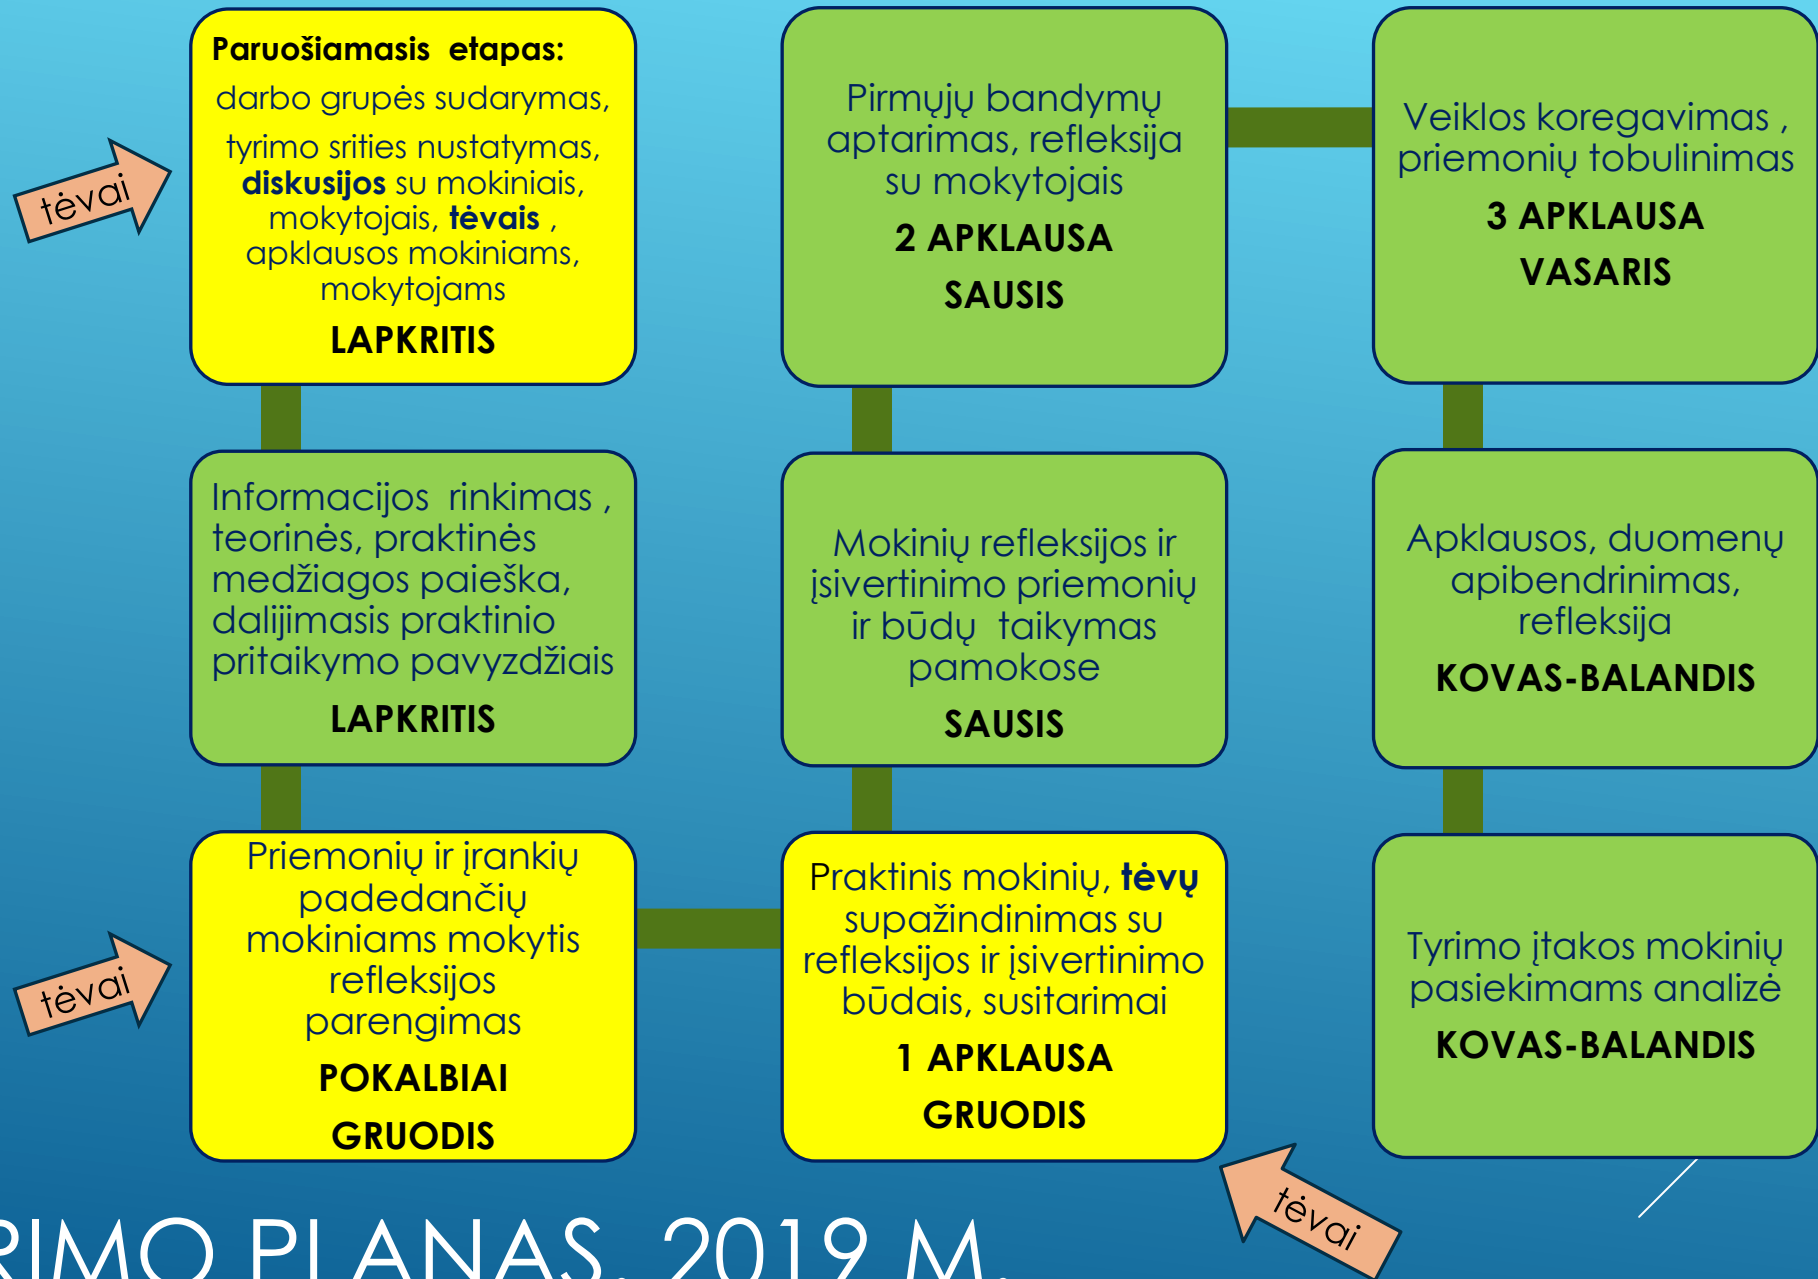 Paruošiamasis etapas:
darbo grupės sudarymas,
tyrimo srities nustatymas,
diskusijos su mokiniais,
mokytojais, tėvais ,
apklausos mokiniams,
mokytojams
LAPKRITIS
tėvai
Informacijos rinkimas ,
teorinės, praktinės
medžiagos paieška,
dalijimasis praktinio
pritaikymo pavyzdžiais
LAPKRITIS
Priemonių ir įrankių
padedančių
mokiniams mokytis
refleksijos
parengimas
POKALBIAI
GRUODIS
tėvai
Praktinis mokinių, tėvų
supažindinimas su
refleksijos ir įsivertinimo
būdais, susitarimai
1 APKLAUSA
GRUODIS
tėvai
Mokinių refleksijos ir
įsivertinimo priemonių
ir būdų taikymas
pamokose
SAUSIS
Pirmųjų bandymų
aptarimas, refleksija
su mokytojais
2 APKLAUSA
SAUSIS
Veiklos koregavimas ,
priemonių tobulinimas
3 APKLAUSA
VASARIS
Apklausos, duomenų
apibendrinimas,
refleksija
KOVAS-BALANDIS
Tyrimo įtakos mokinių
pasiekimams analizė
KOVAS-BALANDIS
RIMO PLANAS. 2019 M.